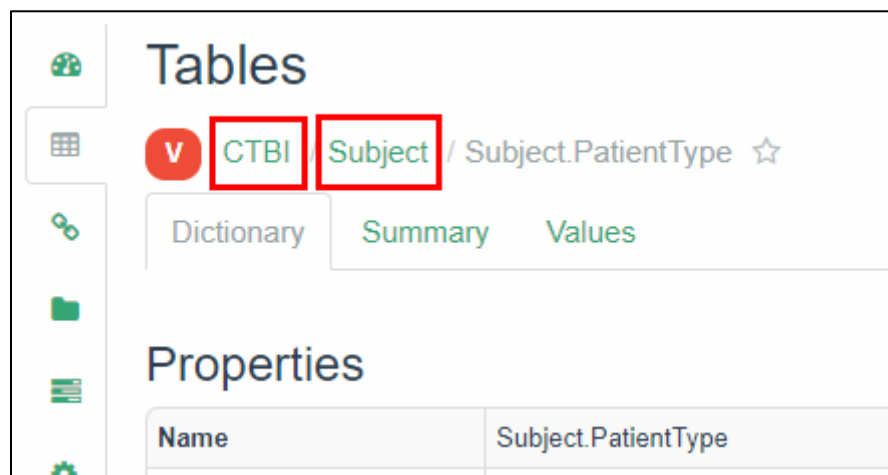 Tables
V CTBI / Subject / Subject.PatientType
Dictionary Summary Values
Properties
Name Subject.PatientType